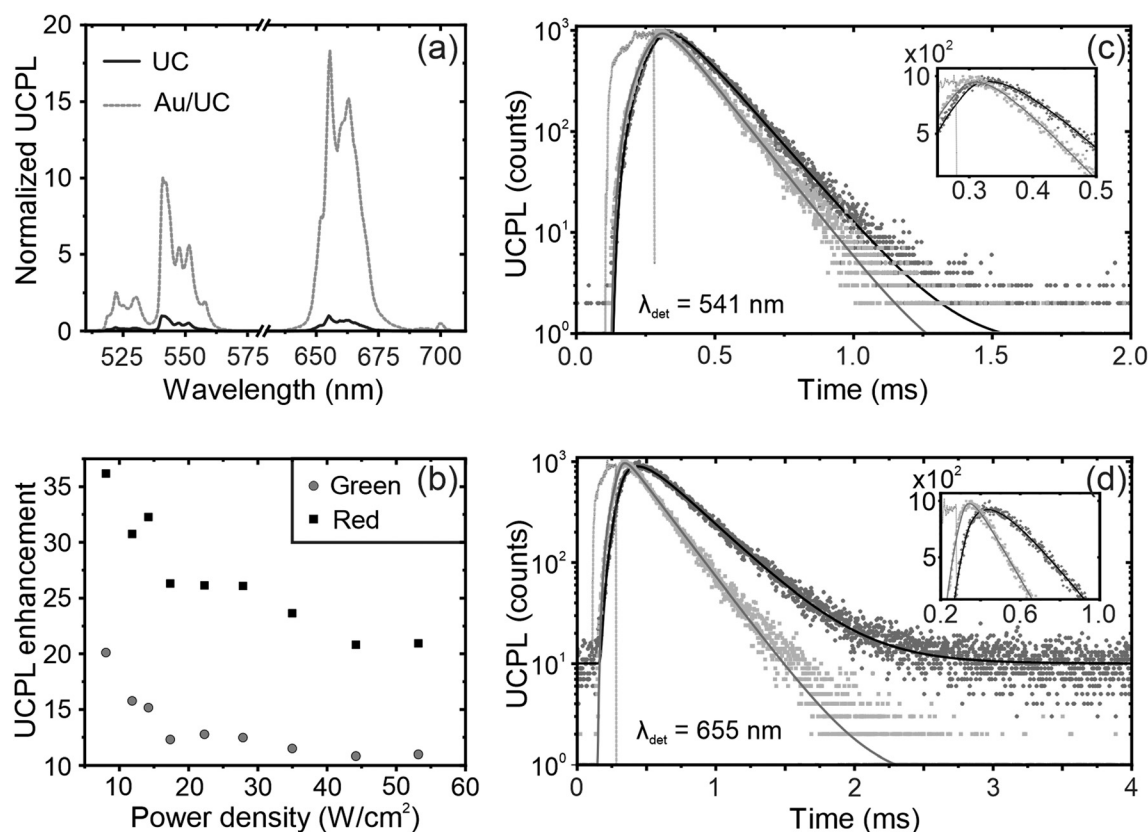 (a)
UC
Au/UC
Normalized UCPL
20
15
10
5
0
525 550 575 650 675 700
Wavelength (nm)
(c)
UCPL (counts)
10³
10²
10¹
10⁰
0.0 0.5 1.0 1.5 2.0
Time (ms)
λdet = 541 nm
×10²
10
5
0.3 0.4 0.5
(b)
Green
Red
UCPL enhancement
35
30
25
20
15
10
10 20 30 40 50 60
Power density (W/cm²)
(d)
UCPL (counts)
10³
10²
10¹
10⁰
0 1 2 3 4
Time (ms)
λdet = 655 nm
×10²
10
5
0.2 0.6 1.0